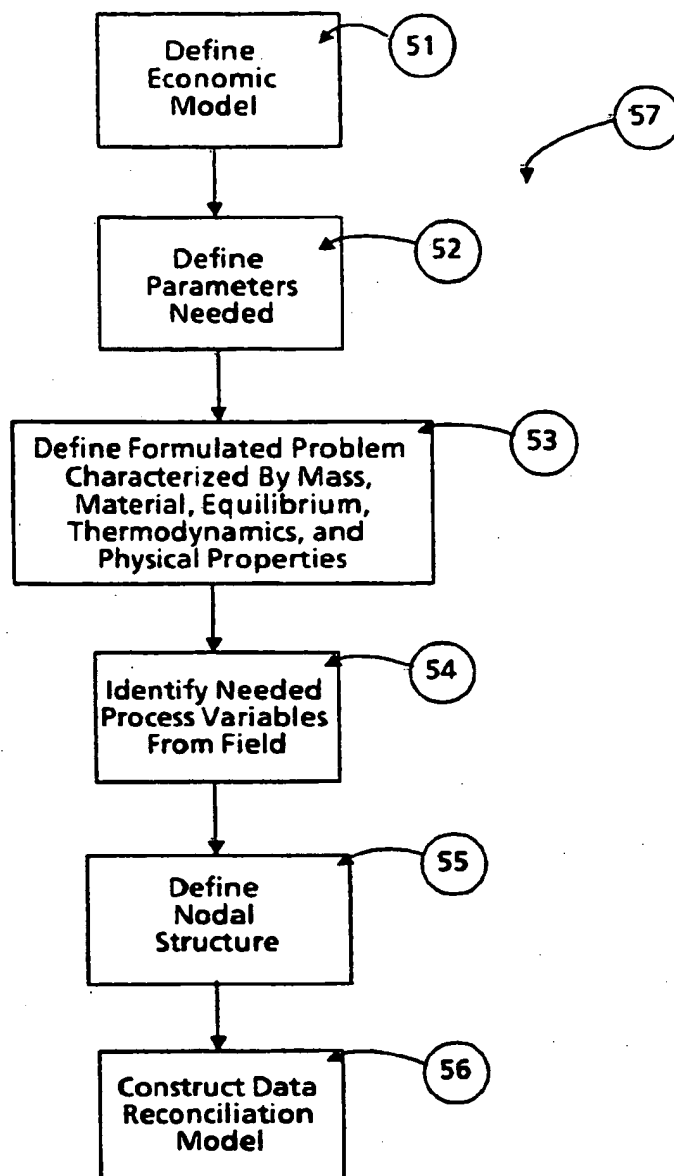 51
Define
Economic
Model
57
52
Define
Parameters
Needed
53
Define Formulated Problem
Characterized By Mass,
Material, Equilibrium,
Thermodynamics, and
Physical Properties
54
Identify Needed
Process Variables
From Field
55
Define
Nodal
Structure
56
Construct Data
Reconciliation
Model